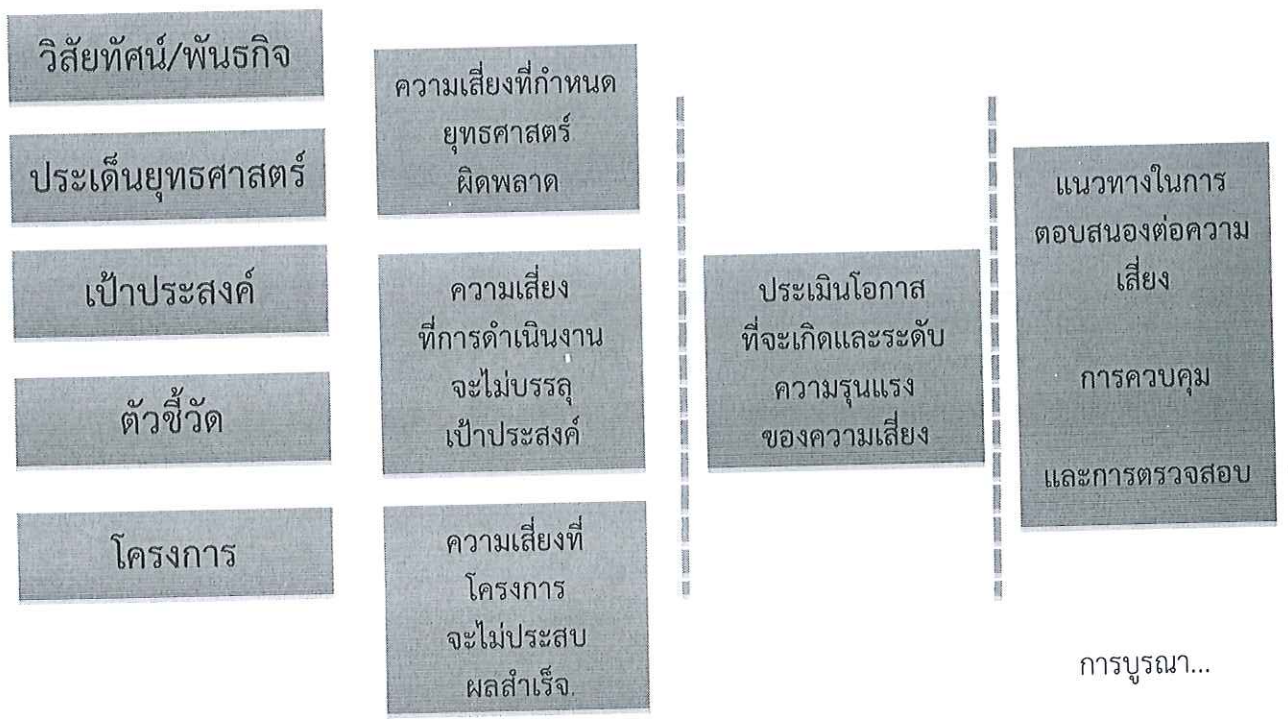 วิสัยทัศน์/พันธกิจ
ประเด็นยุทธศาสตร์
เป้าประสงค์
ตัวชี้วัด
โครงการ
ความเสี่ยงที่กำหนด
ยุทธศาสตร์
ผิดพลาด
ความเสี่ยง
ที่การดำเนินงาน
จะไม่บรรลุ
เป้าประสงค์
ความเสี่ยงที่
โครงการ
จะไม่ประสบ
ผลสำเร็จ.
ประเมินโอกาส
ที่จะเกิดและระดับ
ความรุนแรง
ของความเสี่ยง
แนวทางในการ
ตอบสนองต่อความ
เสี่ยง
การควบคุม
และการตรวจสอบ
การบูรณา...